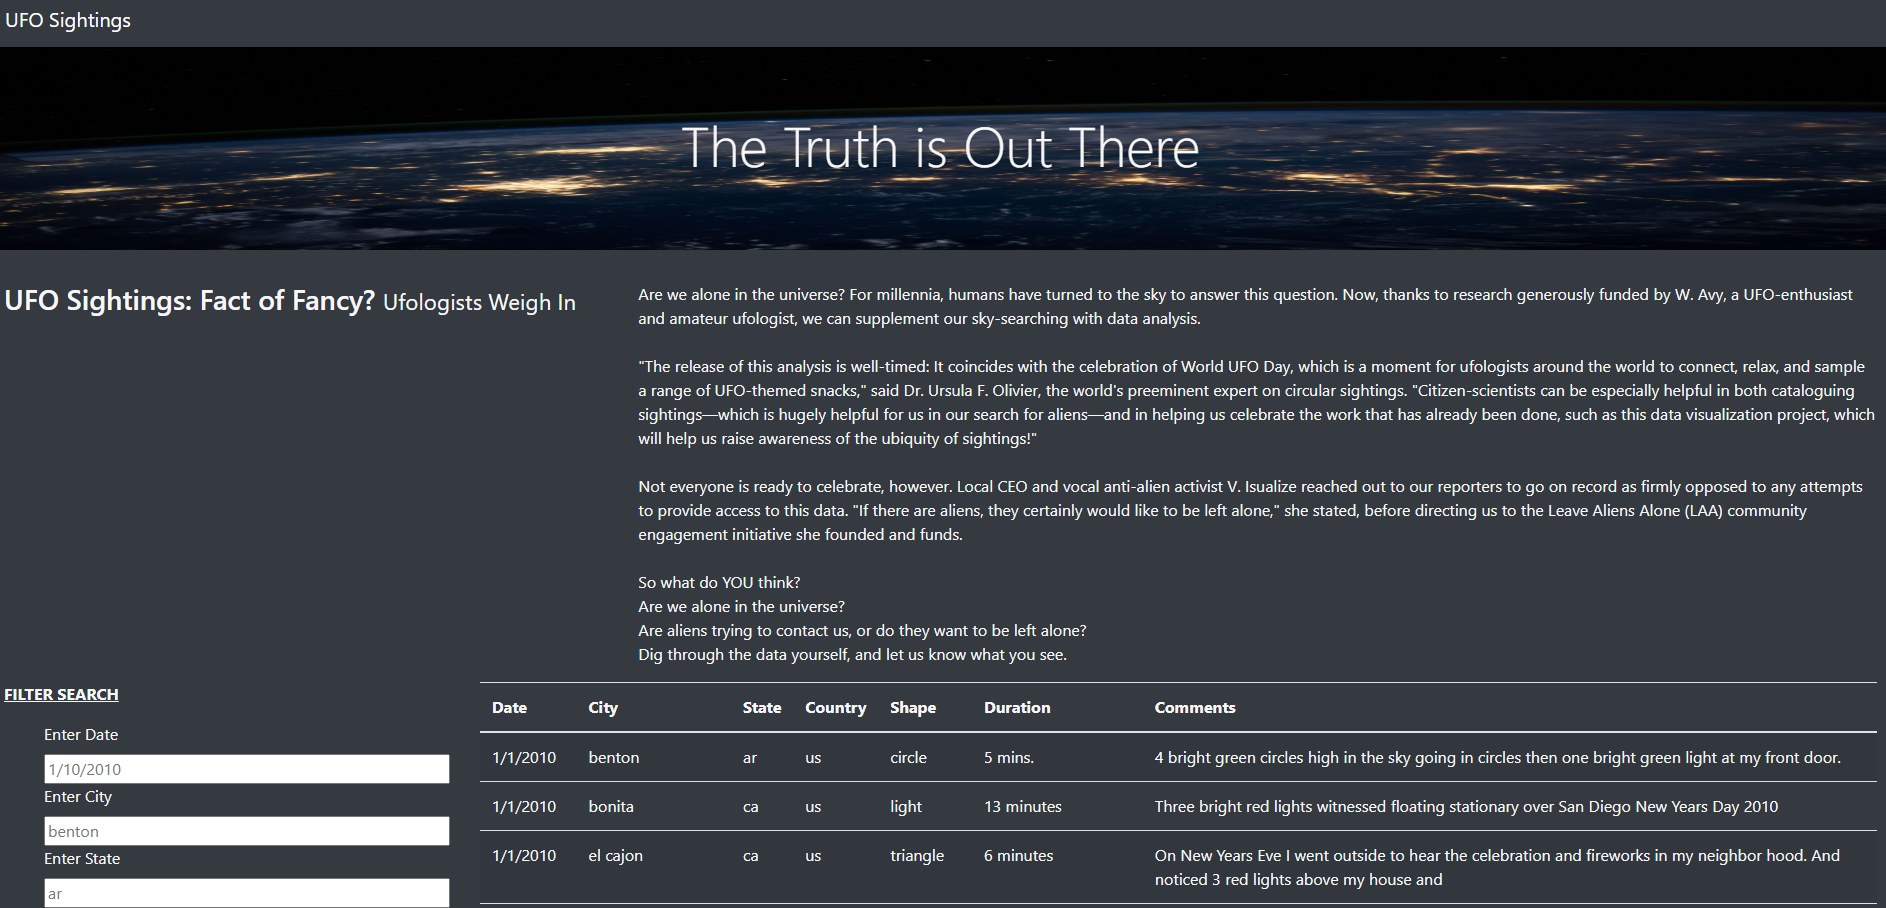 UFO Sightings
The Truth is Out There
UFO Sightings: Fact of Fancy? Ufologists Weigh In
Are we alone in the universe? For millennia, humans have turned to the sky to answer this question. Now, thanks to research generously funded by W. Avy, a UFO-enthusiast
and amateur ufologist, we can supplement our sky-searching with data analysis.
"The release of this analysis is well-timed: It coincides with the celebration of World UFO Day, which is a moment for ufologists around the world to connect, relax, and sample
a range of UFO-themed snacks," said Dr. Ursula F. Olivier, the world's preeminent expert on circular sightings. "Citizen-scientists can be especially helpful in both cataloguing
sightings—which is hugely helpful for us in our search for aliens—and in helping us celebrate the work that has already been done, such as this data visualization project, which
will help us raise awareness of the ubiquity of sightings!"
Not everyone is ready to celebrate, however. Local CEO and vocal anti-alien activist V. Isualize reached out to our reporters to go on record as firmly opposed to any attempts
to provide access to this data. "If there are aliens, they certainly would like to be left alone," she stated, before directing us to the Leave Aliens Alone (LAA) community
engagement initiative she founded and funds.
So what do YOU think?
Are we alone in the universe?
Are aliens trying to contact us, or do they want to be left alone?
Dig through the data yourself, and let us know what you see.
FILTER SEARCH
Enter Date
1/10/2010
Enter City
benton
Enter State
ar
Date City State Country Shape Duration Comments
1/1/2010 benton ar us circle 5 mins. 4 bright green circles high in the sky going in circles then one bright green light at my front door.
1/1/2010 bonita ca us light 13 minutes Three bright red lights witnessed floating stationary over San Diego New Years Day 2010
1/1/2010 el cajon ca us triangle 6 minutes On New Years Eve I went outside to hear the celebration and fireworks in my neighbor hood. And
noticed 3 red lights above my house and